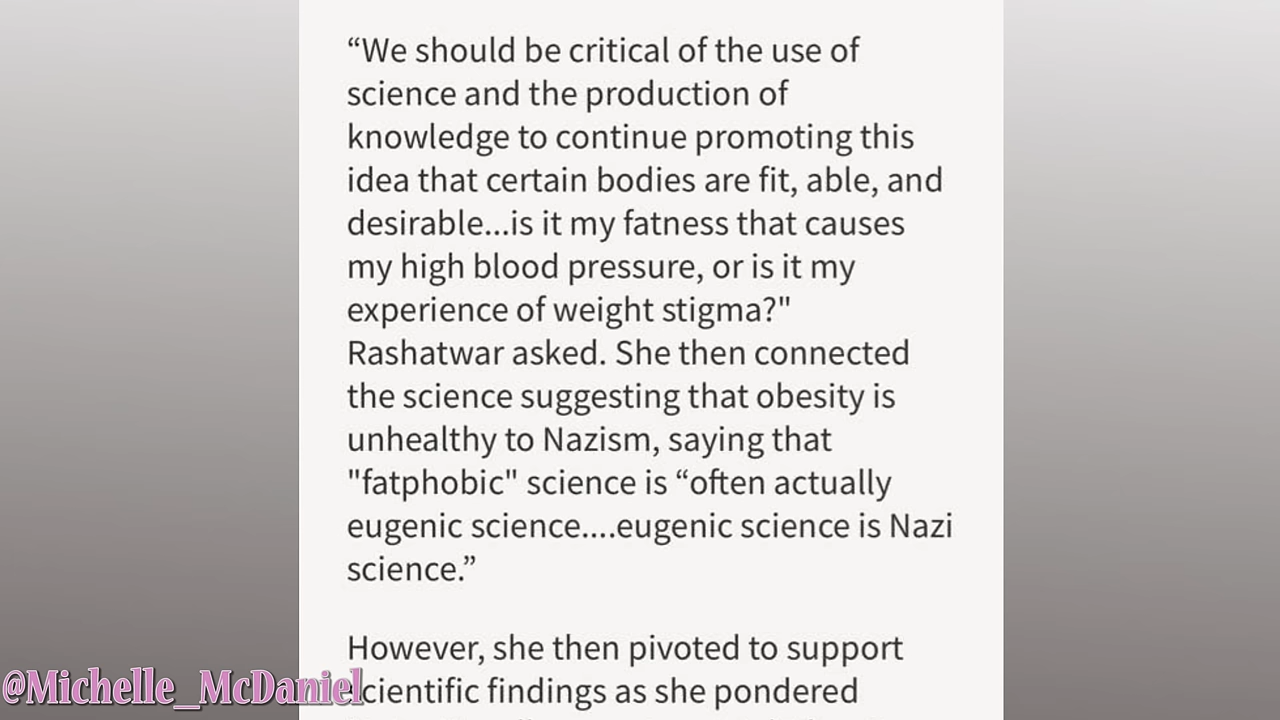 “We should be critical of the use of
science and the production of
knowledge to continue promoting this
idea that certain bodies are fit, able, and
desirable...is it my fatness that causes
my high blood pressure, or is it my
experience of weight stigma?"
Rashatwar asked. She then connected
the science suggesting that obesity is
unhealthy to Nazism, saying that
"fatphobic" science is “often actually
eugenic science....eugenic science is Nazi
science.”
However, she then pivoted to support
scientific findings as she pondered
@Michelle_McDaniel